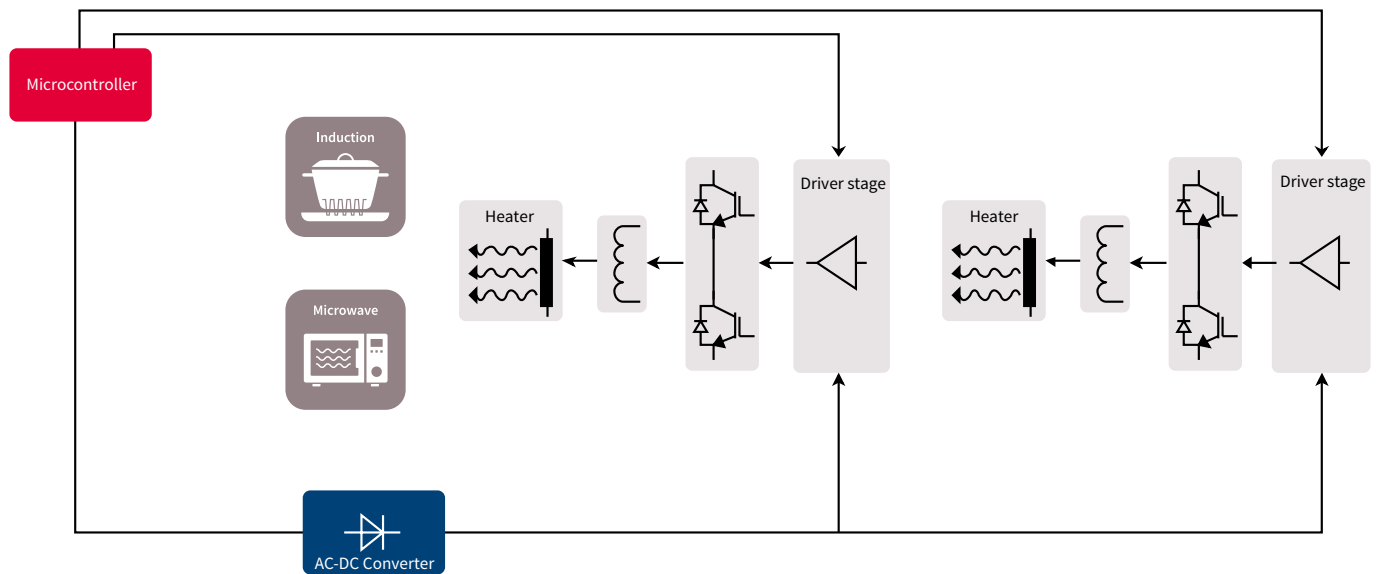 Microcontroller
Induction
Microwave
Heater
Driver stage
Heater
Driver stage
AC-DC Converter